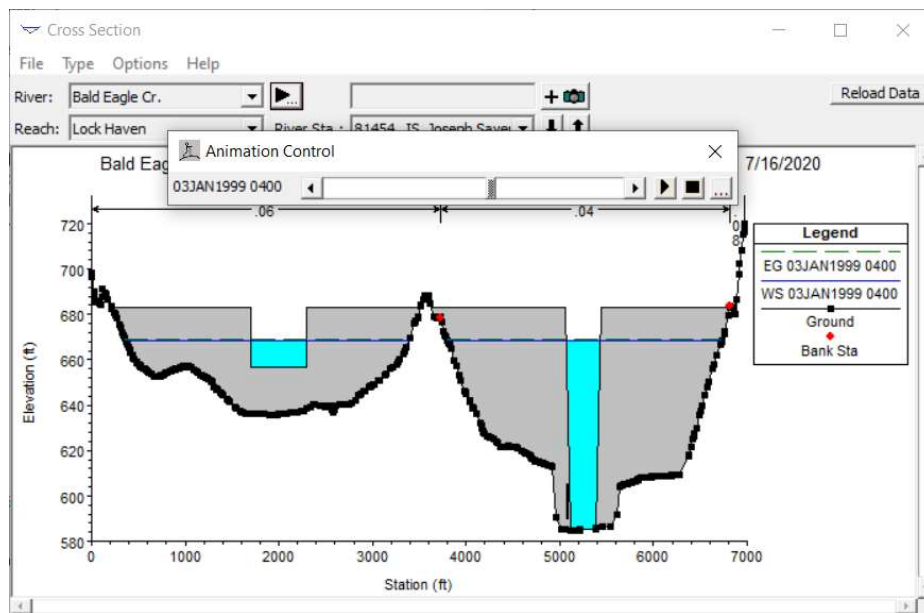 Cross Section
File Type Options Help
River: Bald Eagle Cr.
+
Reload Data
Reach: Lock Haven River Sta.: 81454 IS Joseph
Animation Control
03JAN1999 0400
...
Bald 7/16/2020
.06 .04 .08
Legend
EG 03JAN1999 0400
WS 03JAN1999 0400
Ground
Bank Sta
Elevation (ft)
720
700
680
660
640
620
600
580
0 1000 2000 3000 4000 5000 6000 7000
Station (ft)